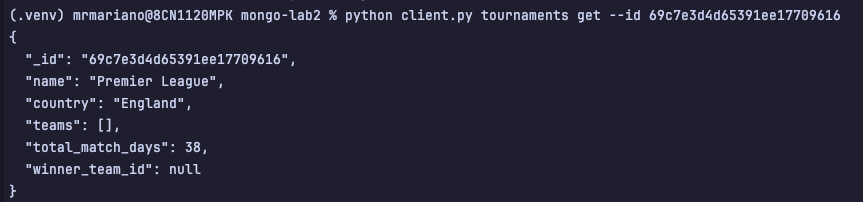 (.venv) mrmariano@8CN1120MPK mongo-lab2 % python client.py tournaments get --id 69c7e3d4d65391ee17709616
{
  "_id": "69c7e3d4d65391ee17709616",
  "name": "Premier League",
  "country": "England",
  "teams": [],
  "total_match_days": 38,
  "winner_team_id": null
}